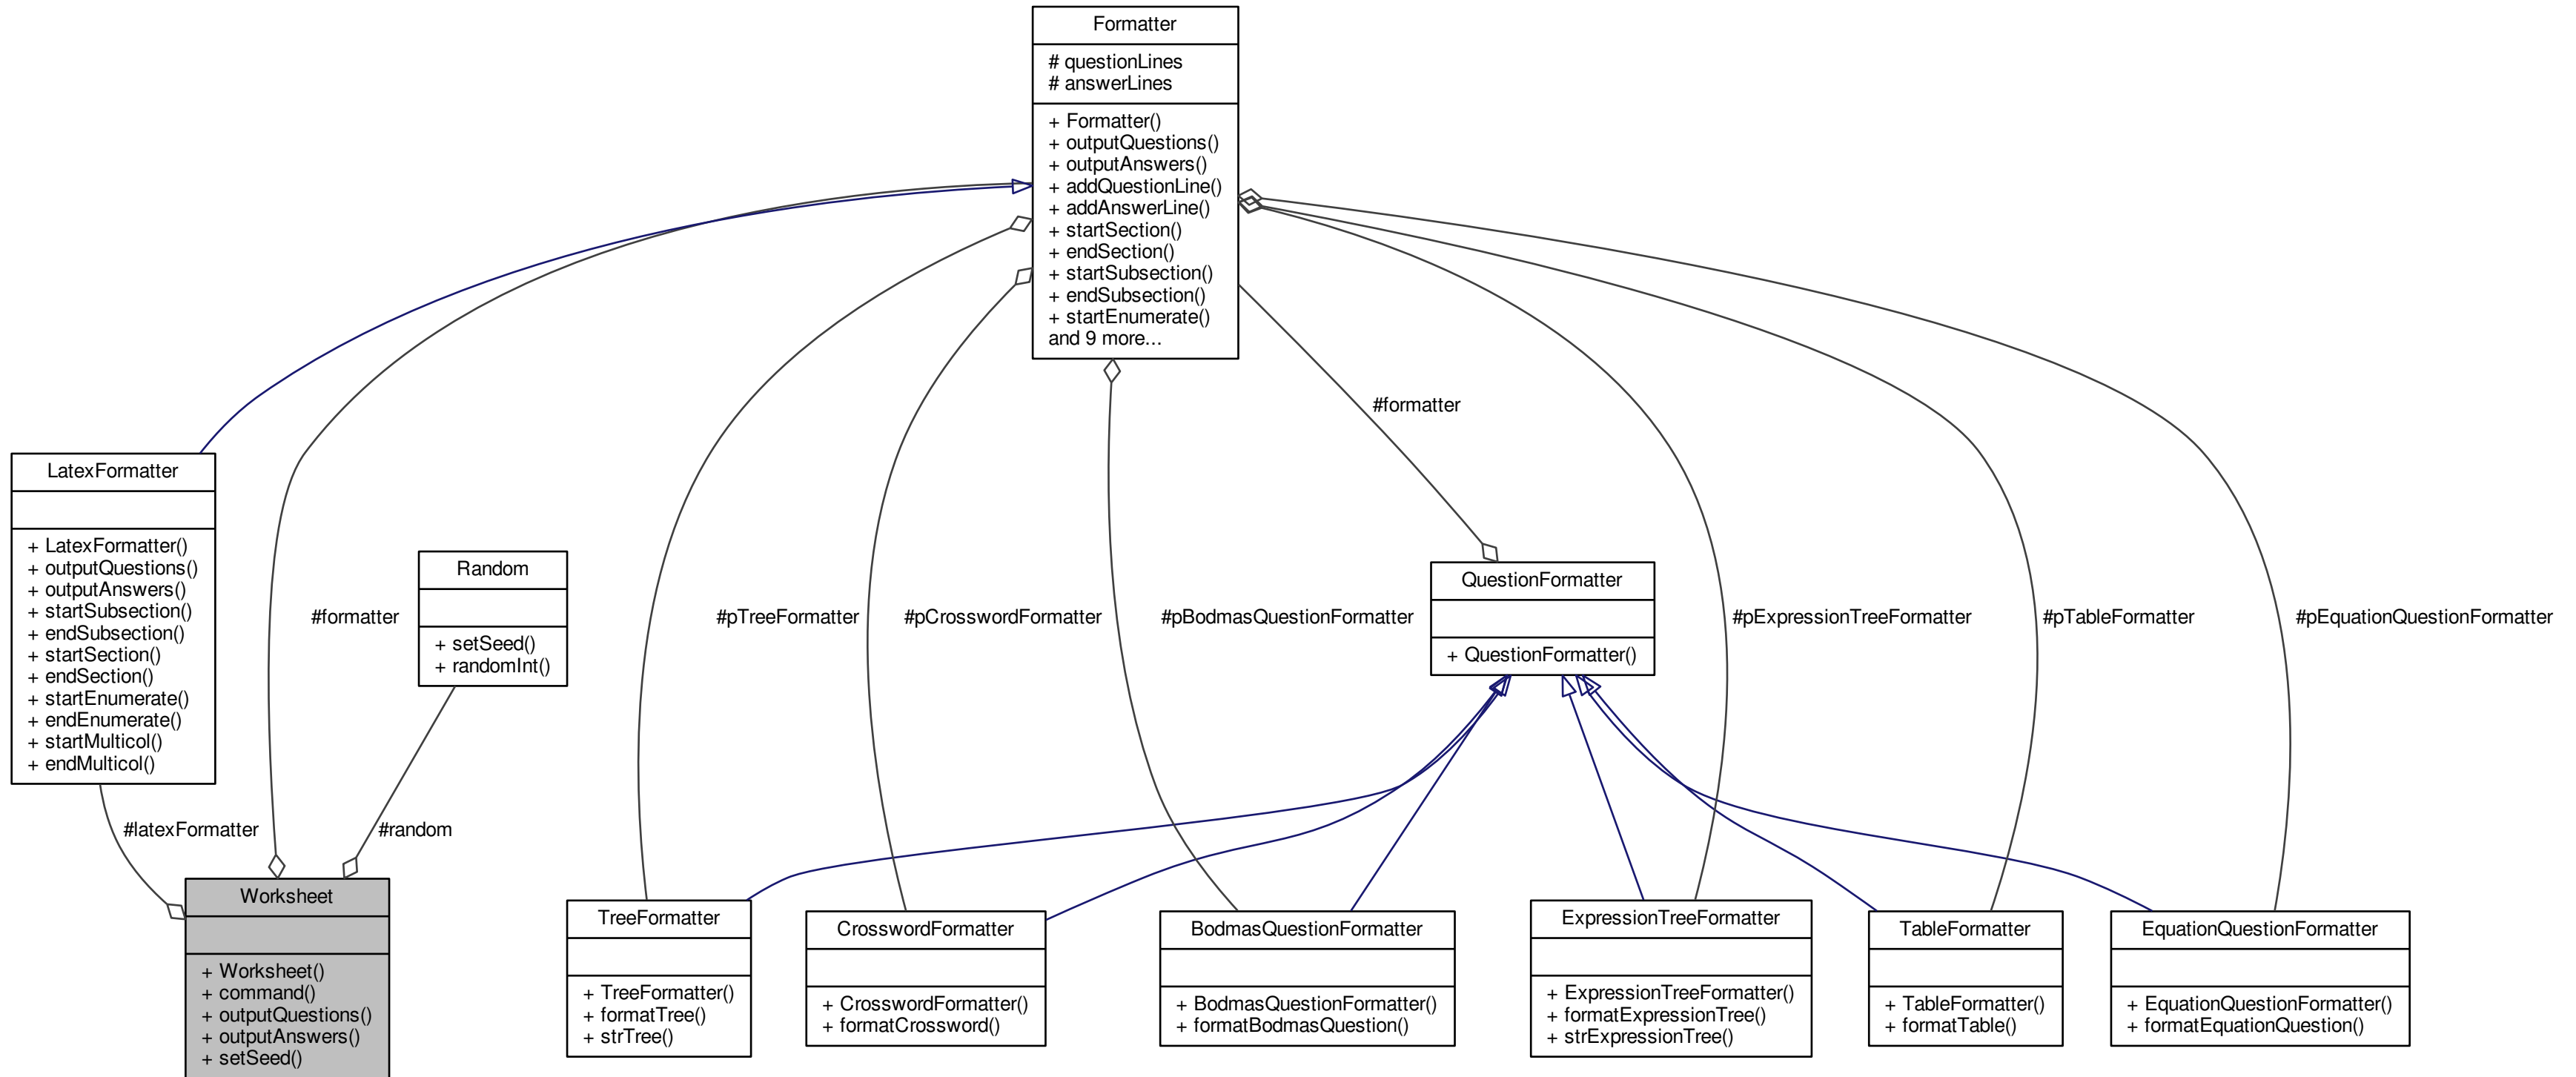 Formatter
# questionLines
# answerLines
+ Formatter()
+ outputQuestions()
+ outputAnswers()
+ addQuestionLine()
+ addAnswerLine()
+ startSection()
+ endSection()
+ startSubsection()
+ endSubsection()
+ startEnumerate()
and 9 more...
#formatter
LatexFormatter
+ LatexFormatter()
+ outputQuestions()
+ outputAnswers()
+ startSubsection()
+ endSubsection()
+ startSection()
+ endSection()
+ startEnumerate()
+ endEnumerate()
+ startMulticol()
+ endMulticol()
#formatter
Random
+ setSeed()
+ randomInt()
#pTreeFormatter
#pCrosswordFormatter
#pBodmasQuestionFormatter
QuestionFormatter
+ QuestionFormatter()
#pExpressionTreeFormatter
#pTableFormatter
#pEquationQuestionFormatter
#latexFormatter
#random
Worksheet
+ Worksheet()
+ command()
+ outputQuestions()
+ outputAnswers()
+ setSeed()
TreeFormatter
+ TreeFormatter()
+ formatTree()
+ strTree()
CrosswordFormatter
+ CrosswordFormatter()
+ formatCrossword()
BodmasQuestionFormatter
+ BodmasQuestionFormatter()
+ formatBodmasQuestion()
ExpressionTreeFormatter
+ ExpressionTreeFormatter()
+ formatExpressionTree()
+ strExpressionTree()
TableFormatter
+ TableFormatter()
+ formatTable()
EquationQuestionFormatter
+ EquationQuestionFormatter()
+ formatEquationQuestion()